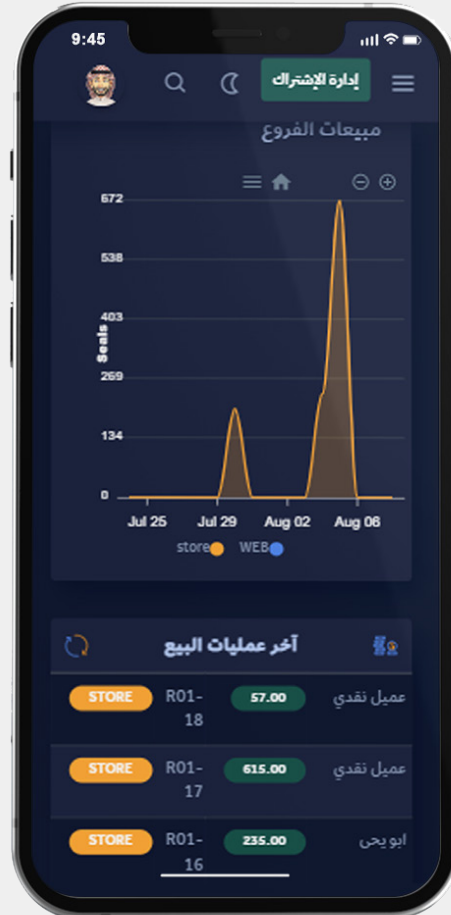 9:45
إدارة الإشتراك
مبيعات الفروع
672
538
403
269
134
0
Seals
Jul 25 Jul 29 Aug 02 Aug 06
store WEB
آخر عمليات البيع
عميل نقدي 57.00 R01-18 STORE
عميل نقدي 615.00 R01-17 STORE
ابو يحى 235.00 R01-16 STORE